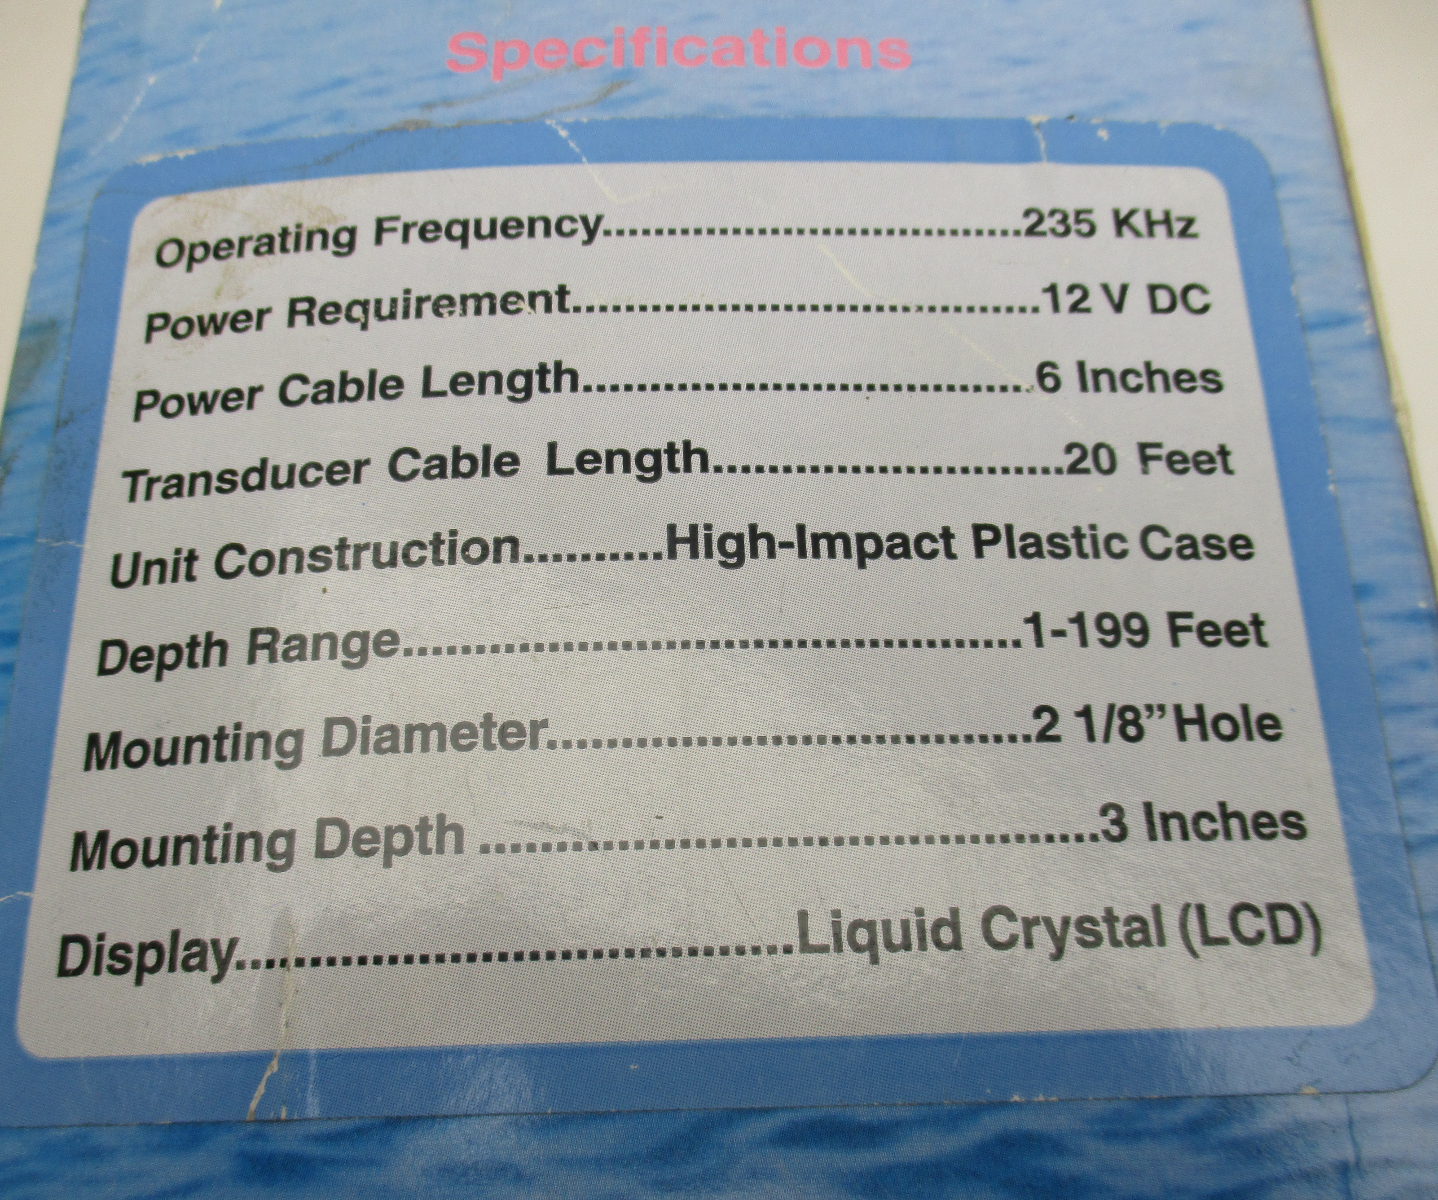 Specifications
Operating Frequency.................................235 KHz
Power Requirement.....................................12 V DC
Power Cable Length...................................6 Inches
Transducer Cable Length..........................20 Feet
Unit Construction..........High-Impact Plastic Case
Depth Range...............................................1-199 Feet
Mounting Diameter.....................................2 1/8” Hole
Mounting Depth ..............................................3 Inches
Display.....................................Liquid Crystal (LCD)